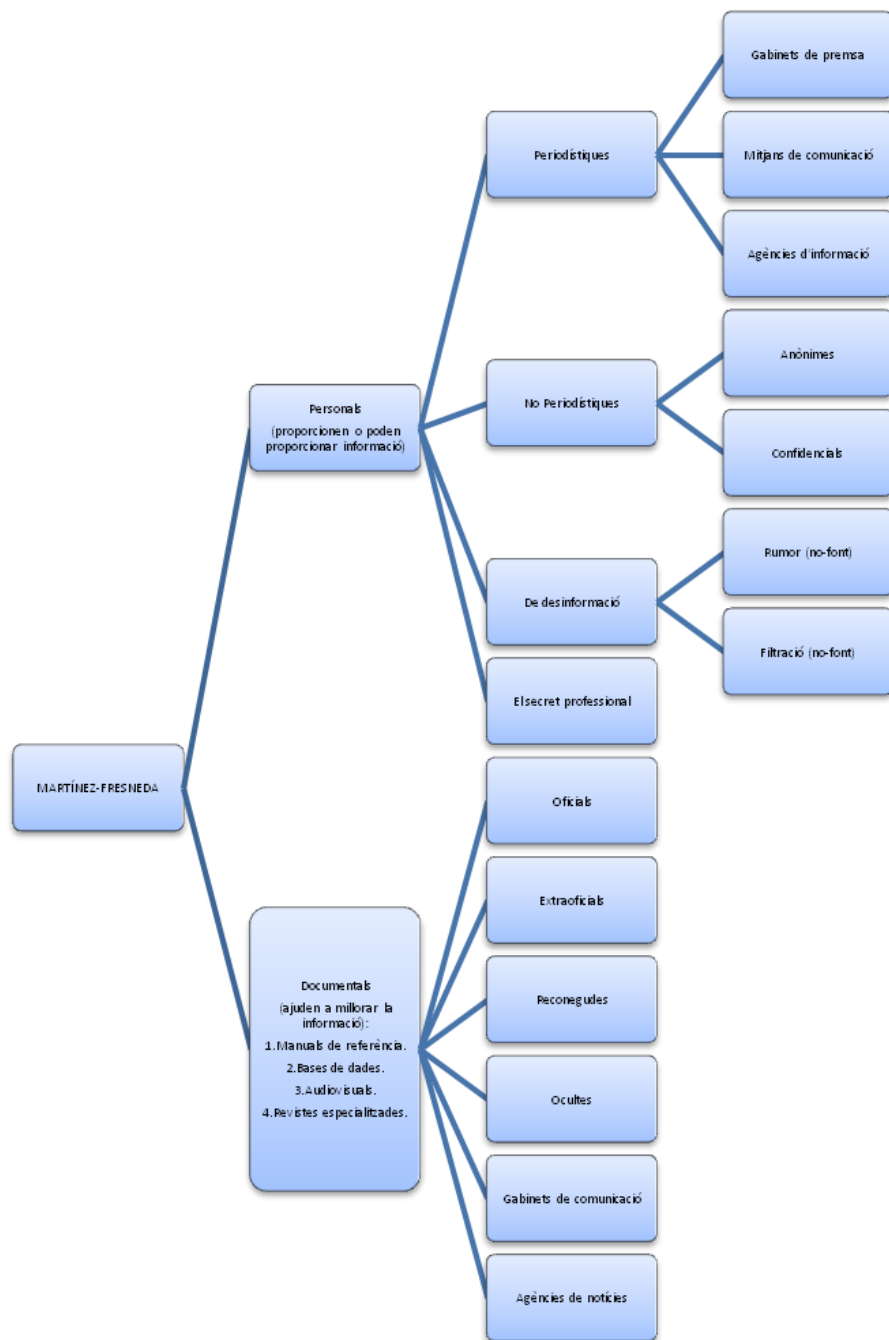 MARTÍNEZ-FRESNEDA
Personals
(proporcionen o poden
proporcionar informació)
Periodístiques
Gabinets de premsa
Mitjans de comunicació
Agències d'informació
No Periodístiques
Anònimes
Confidencials
De desinformació
Rumor (no-font)
Filtració (no-font)
El secret professional
Documentals
(ajuden a millorar la
informació):
1.Manuals de referència.
2.Bases de dades.
3.Audiovisuals.
4.Revistes especialitzades.
Oficials
Extraoficials
Reconegudes
Ocultes
Gabinets de comunicació
Agències de notícies